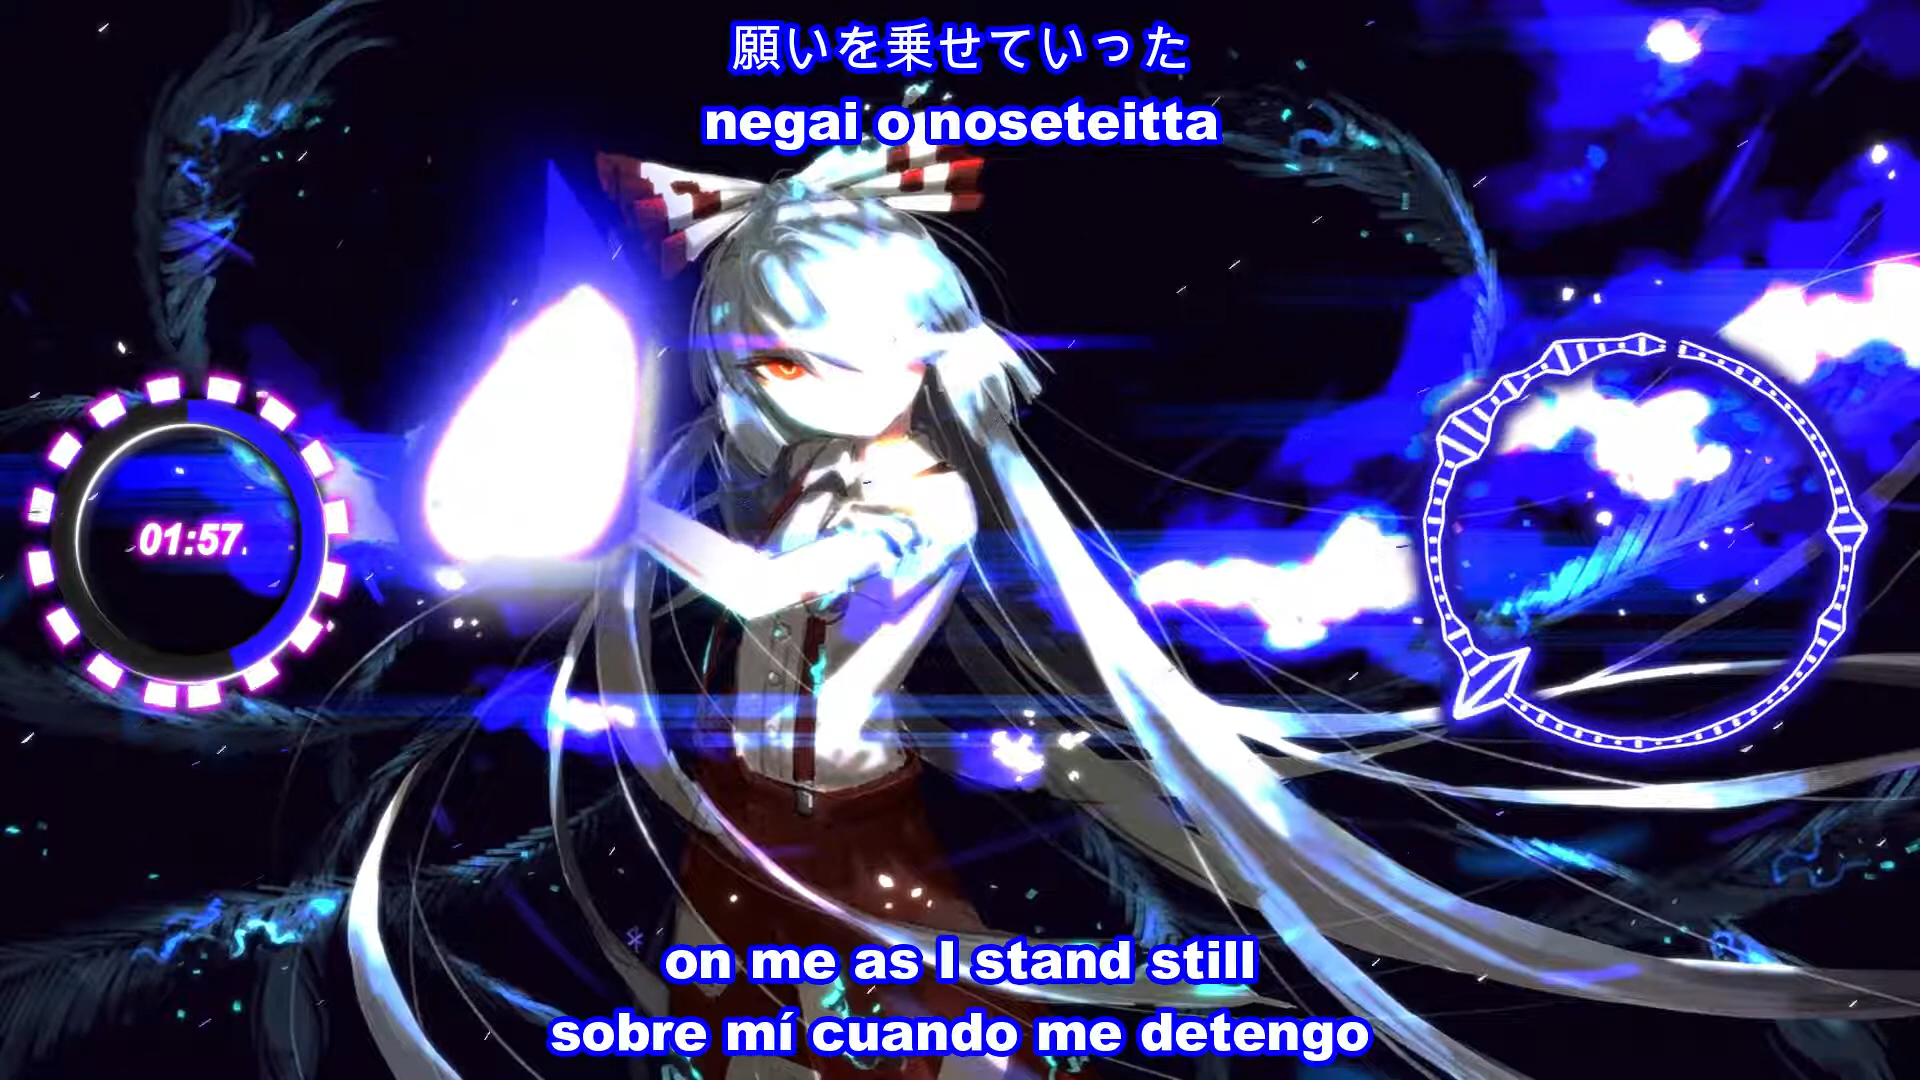 願いを乗せていった
negai o noseteitta
01:57
on me as I stand still
sobre mí cuando me detengo